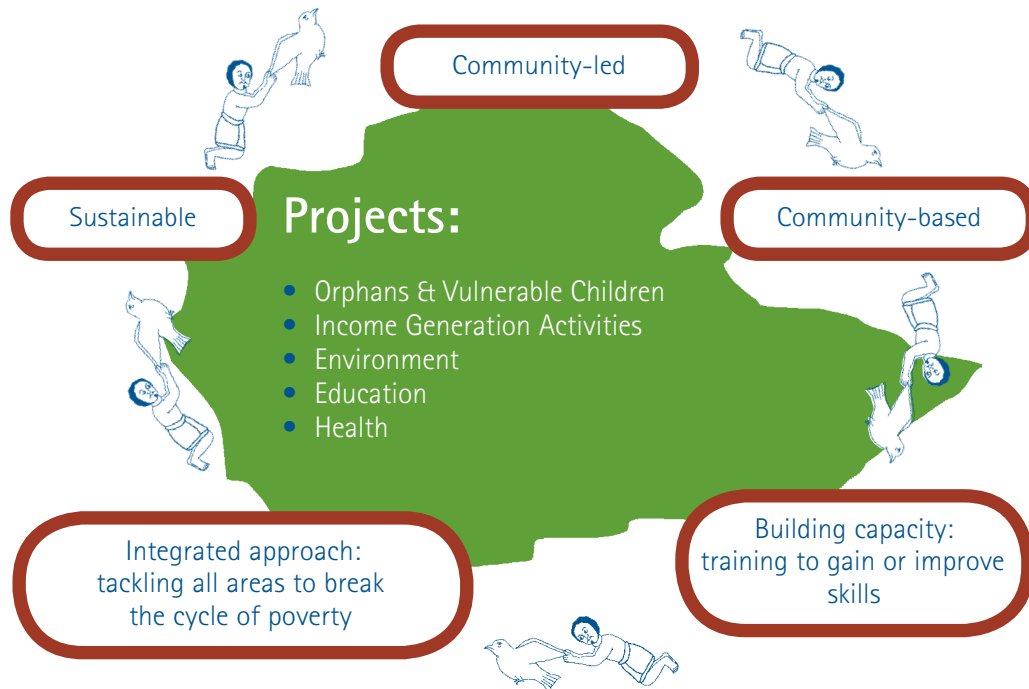 Community-led
Sustainable
Community-based
Projects:
• Orphans & Vulnerable Children
• Income Generation Activities
• Environment
• Education
• Health
Integrated approach:
tackling all areas to break
the cycle of poverty
Building capacity:
training to gain or improve
skills